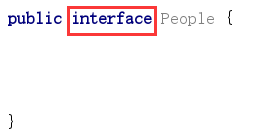 public interface People {
}